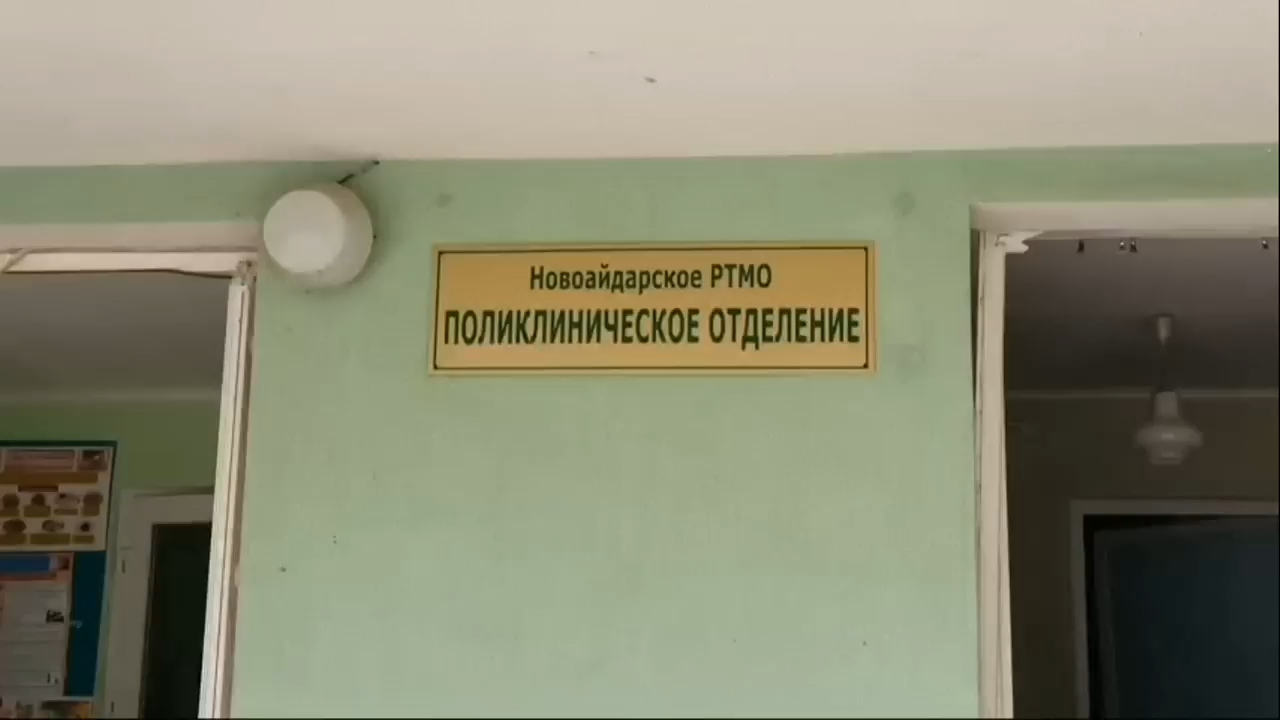 Новоайдарское РТМО
ПОЛИКЛИНИЧЕСКОЕ ОТДЕЛЕНИЕ